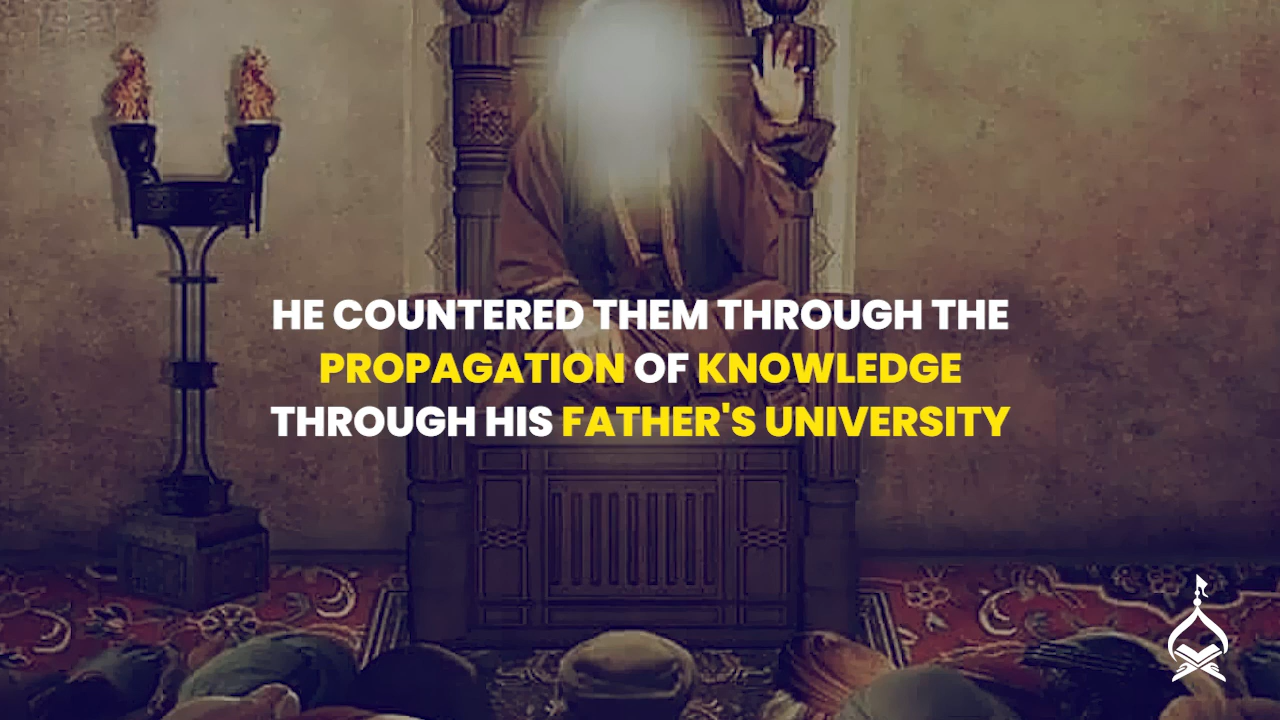 HE COUNTERED THEM THROUGH THE
PROPAGATION OF KNOWLEDGE
THROUGH HIS FATHER'S UNIVERSITY